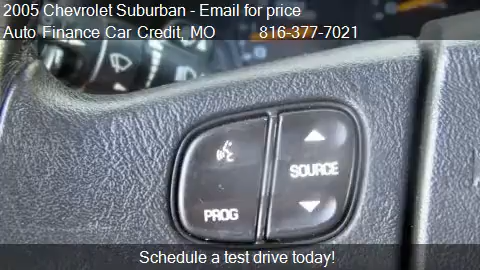 2005 Chevrolet Suburban - Email for price
Auto Finance Car Credit, MO 816-377-7021
SOURCE
PROG
Schedule a test drive today!